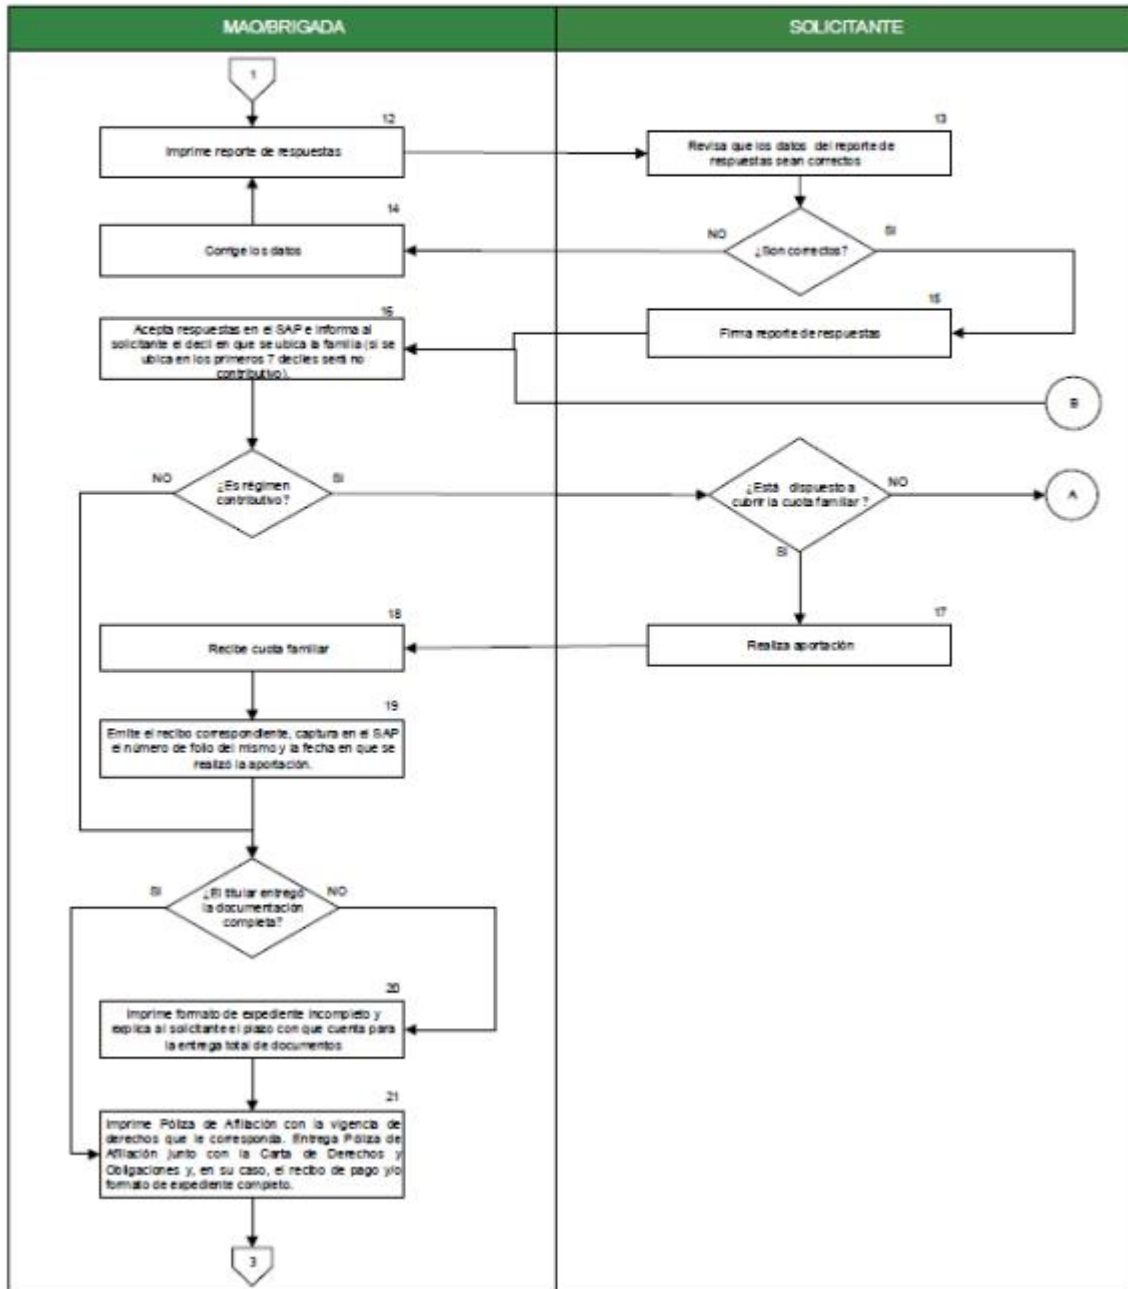 MAO/BRIGADA
SOLICITANTE
1
12
Imprime reporte de respuestas
13
Revisa que los datos del reporte de
respuestas sean correctos
14
Corrige los datos
NO
¿Son correctos?
SI
15
Firma reporte de respuestas
16
Acepta respuestas en el SAP e informa al
solicitante el decil en que se ubica la familia (si se
ubica en los primeros 7 deciles será no
contributivo).
B
NO
¿Es régimen
contributivo?
SI
¿Está dispuesto a
cubrir la cuota familiar ?
NO
A
SI
18
Recibe cuota familiar
17
Realiza aportación
19
Emite el recibo correspondiente, captura en el SAP
el número de folio del mismo y la fecha en que se
realizó la aportación.
SI
¿El titular entregó
la documentación
completa?
NO
20
Imprime formato de expediente incompleto y
explica al solicitante el plazo con que cuenta para
la entrega total de documentos
21
Imprime Póliza de Afiliación con la vigencia de
derechos que le corresponda. Entrega Póliza de
Afiliación junto con la Carta de Derechos y
Obligaciones y, en su caso, el recibo de pago y/o
formato de expediente completo.
3